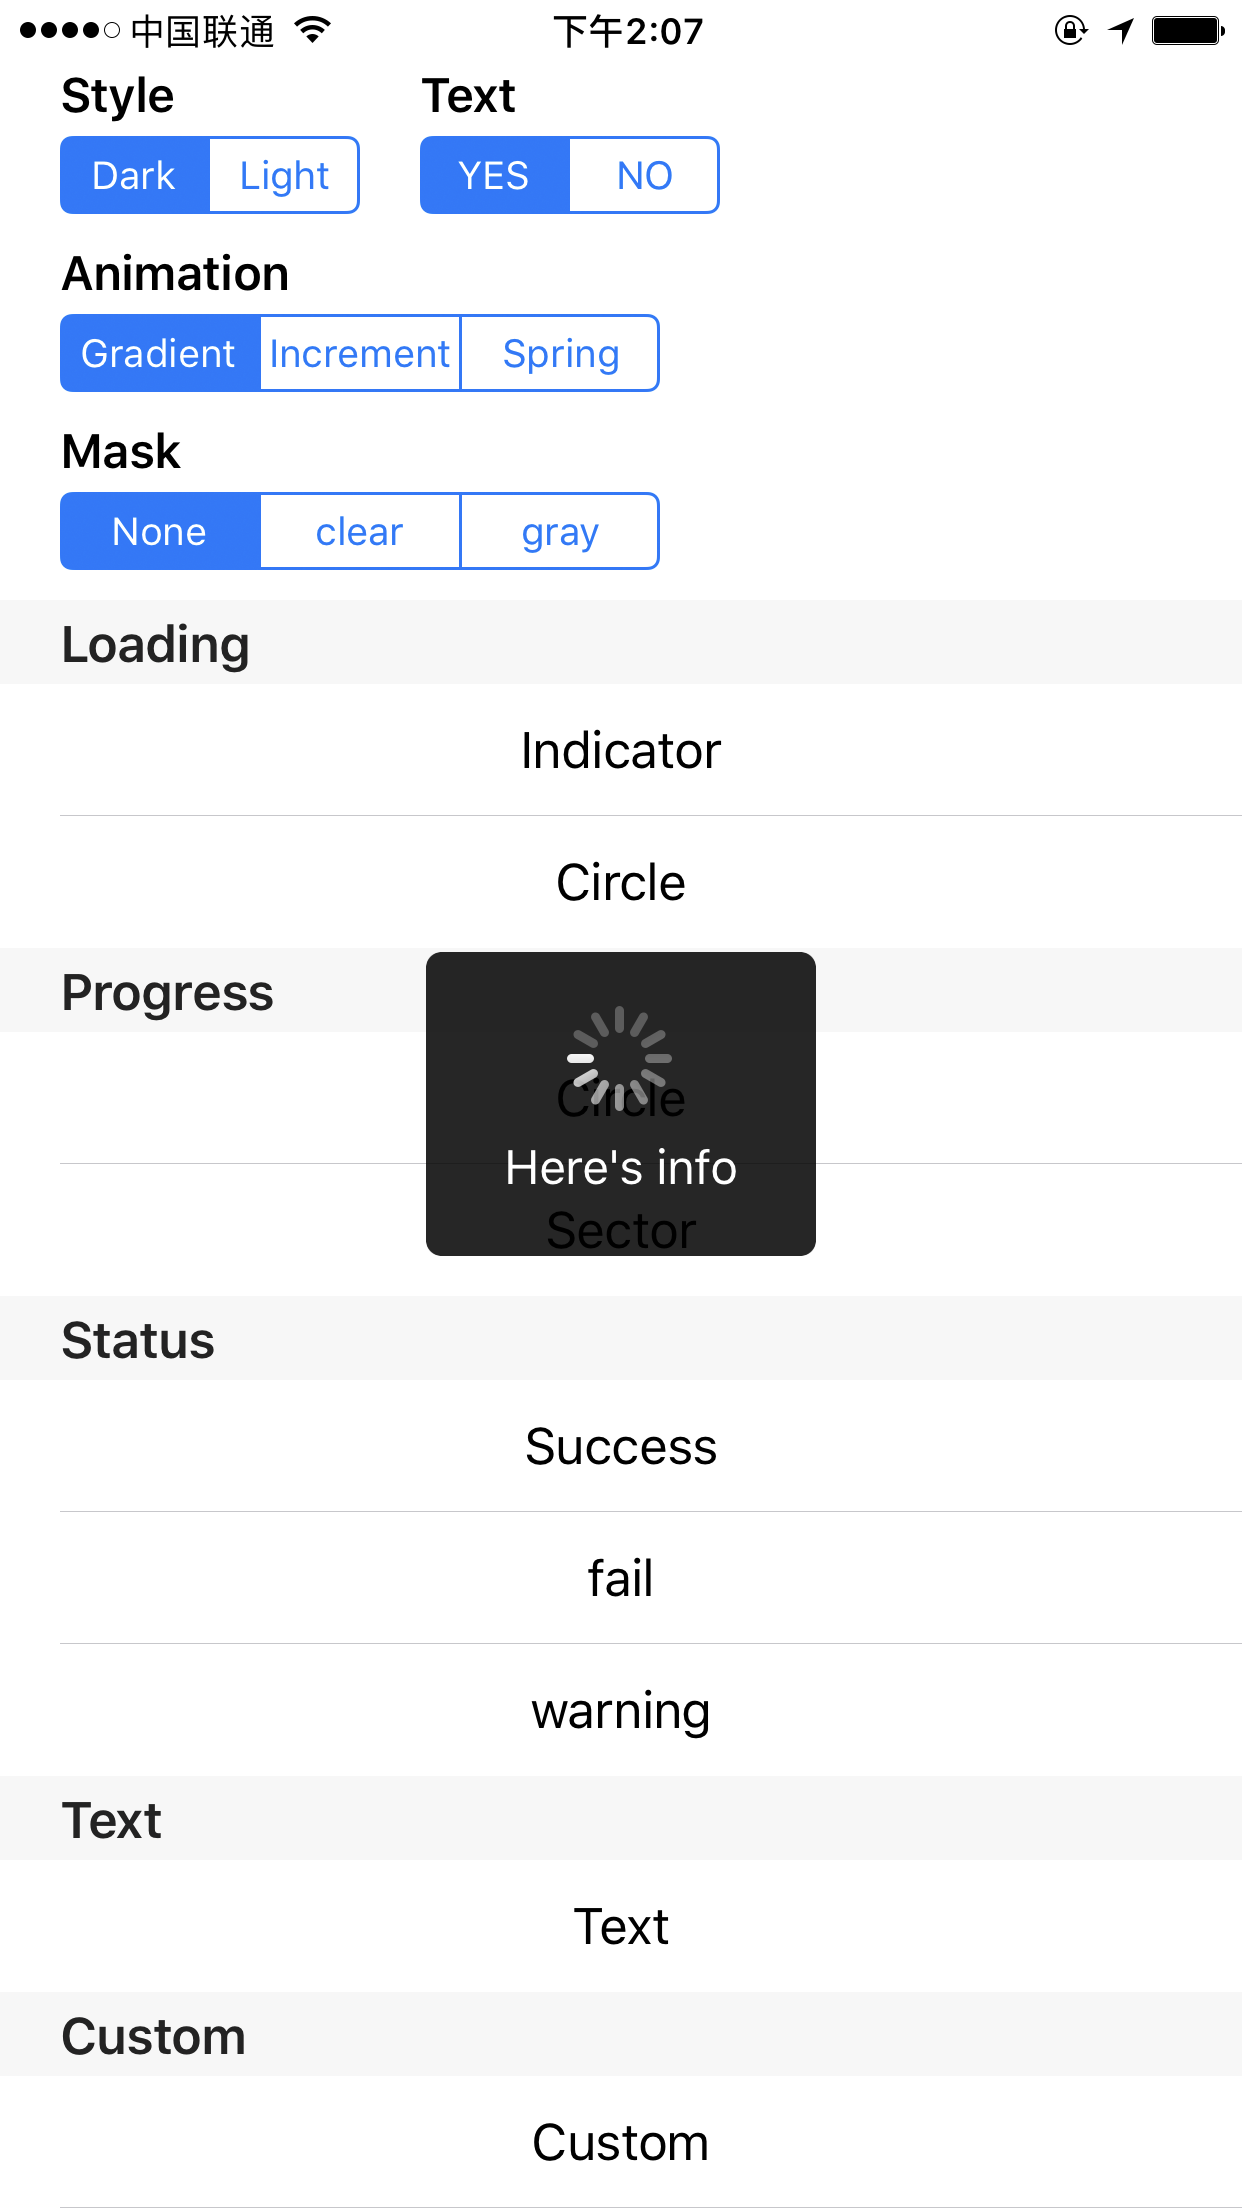 中国联通 下午2:07
Style Text
Dark Light YES NO
Animation
Gradient Increment Spring
Mask
None clear gray
Loading
Indicator
Circle
Progress
Circle
Here's info
Sector
Status
Success
fail
warning
Text
Text
Custom
Custom